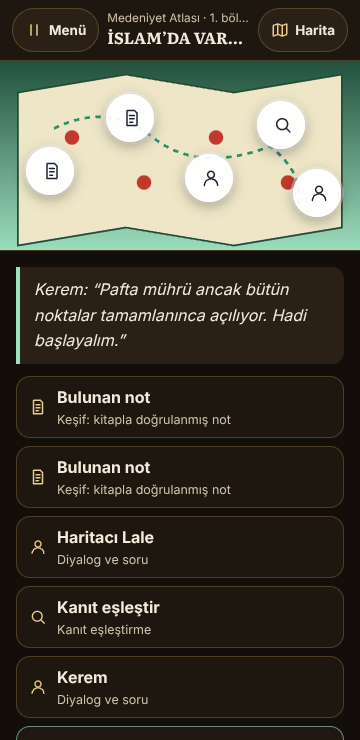 Menü
Medeniyet Atlası · 1. böl...
İSLAM’DA VAR...
Harita
Kerem: “Pafta mührü ancak bütün
noktalar tamamlanınca açılıyor. Hadi
başlayalım.”
Bulunan not
Keşif: kitapla doğrulanmış not
Bulunan not
Keşif: kitapla doğrulanmış not
Haritacı Lale
Diyalog ve soru
Kanıt eşleştir
Kanıt eşleştirme
Kerem
Diyalog ve soru